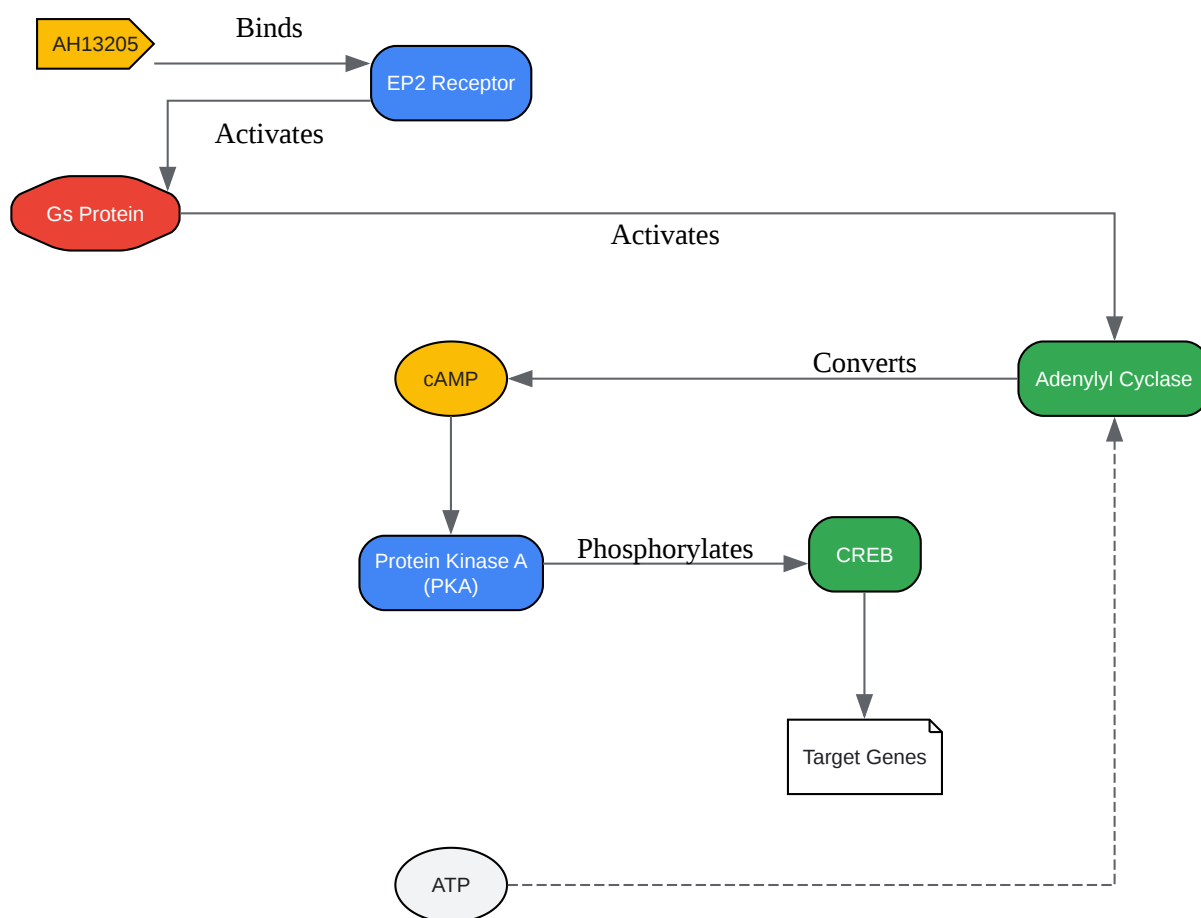 AH13205
Binds
EP2 Receptor
Activates
Gs Protein
Activates
cAMP
Converts
Adenylyl Cyclase
Protein Kinase A
(PKA)
Phosphorylates
CREB
Target Genes
ATP